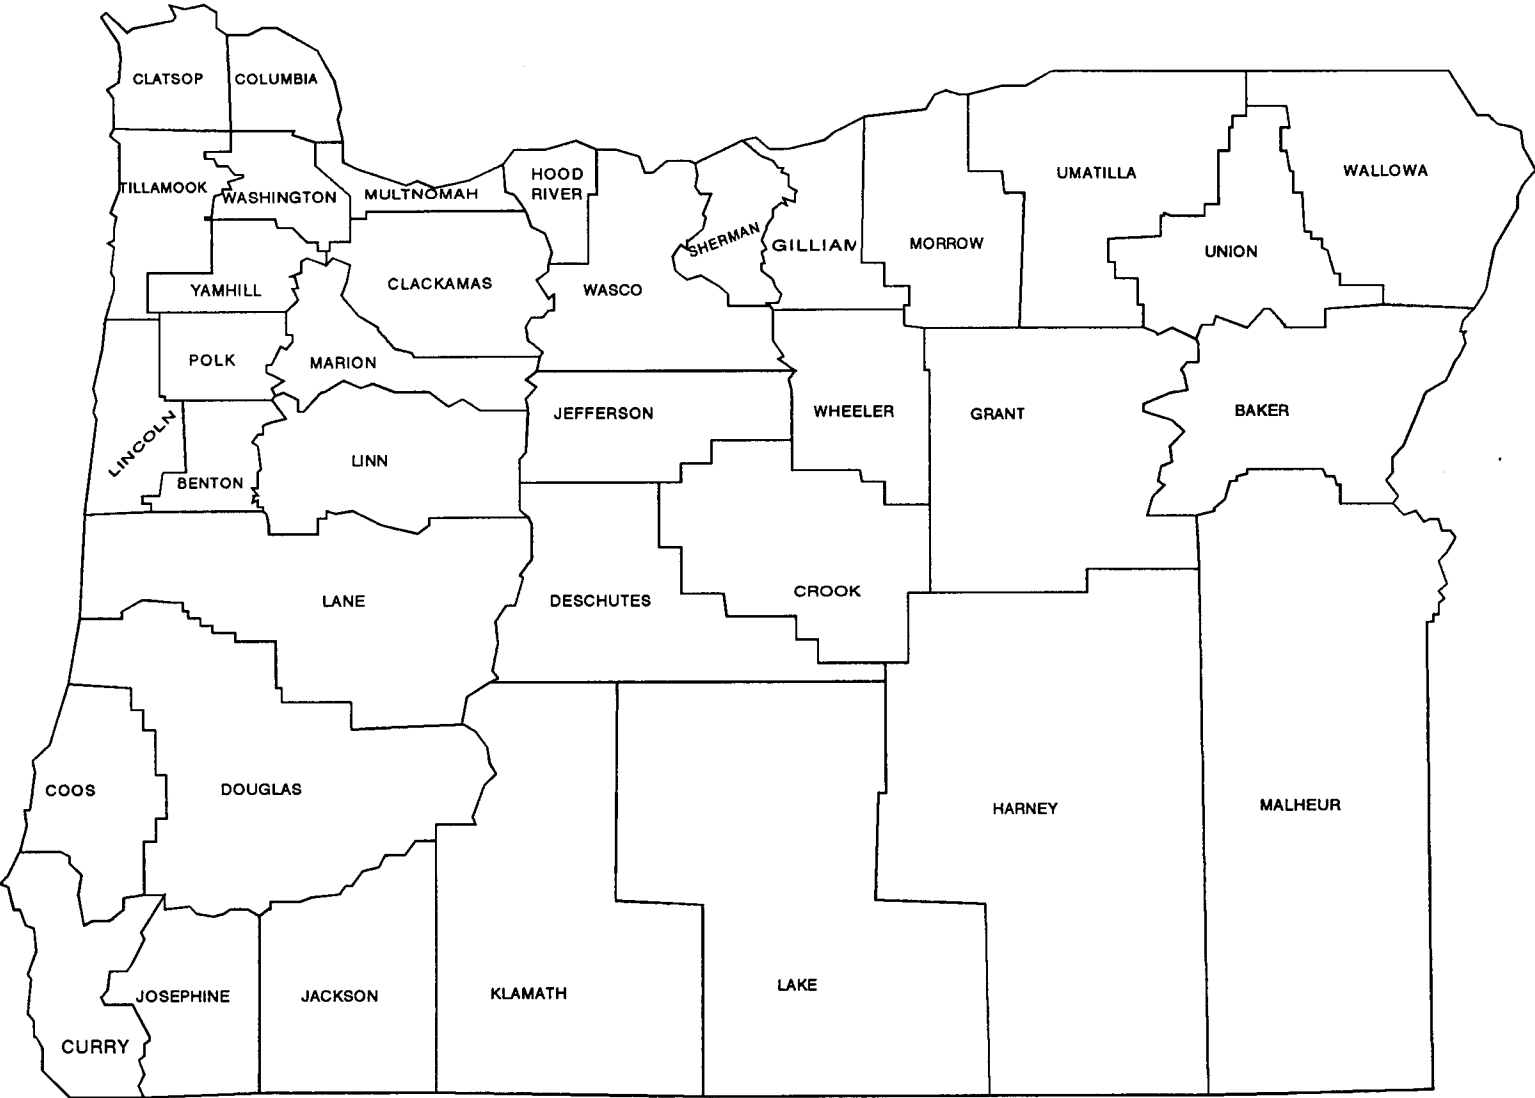 CLATSOP
COLUMBIA
TILLAMOOK
WASHINGTON
MULTNOMAH
HOOD
RIVER
UMATILLA
WALLOWA
SHERMAN
GILLIAM
MORROW
UNION
YAMHILL
CLACKAMAS
WASCO
POLK
MARION
JEFFERSON
WHEELER
GRANT
BAKER
LINCOLN
LINN
BENTON
LANE
DESCHUTES
CROOK
COOS
DOUGLAS
HARNEY
MALHEUR
JOSEPHINE
JACKSON
KLAMATH
LAKE
CURRY